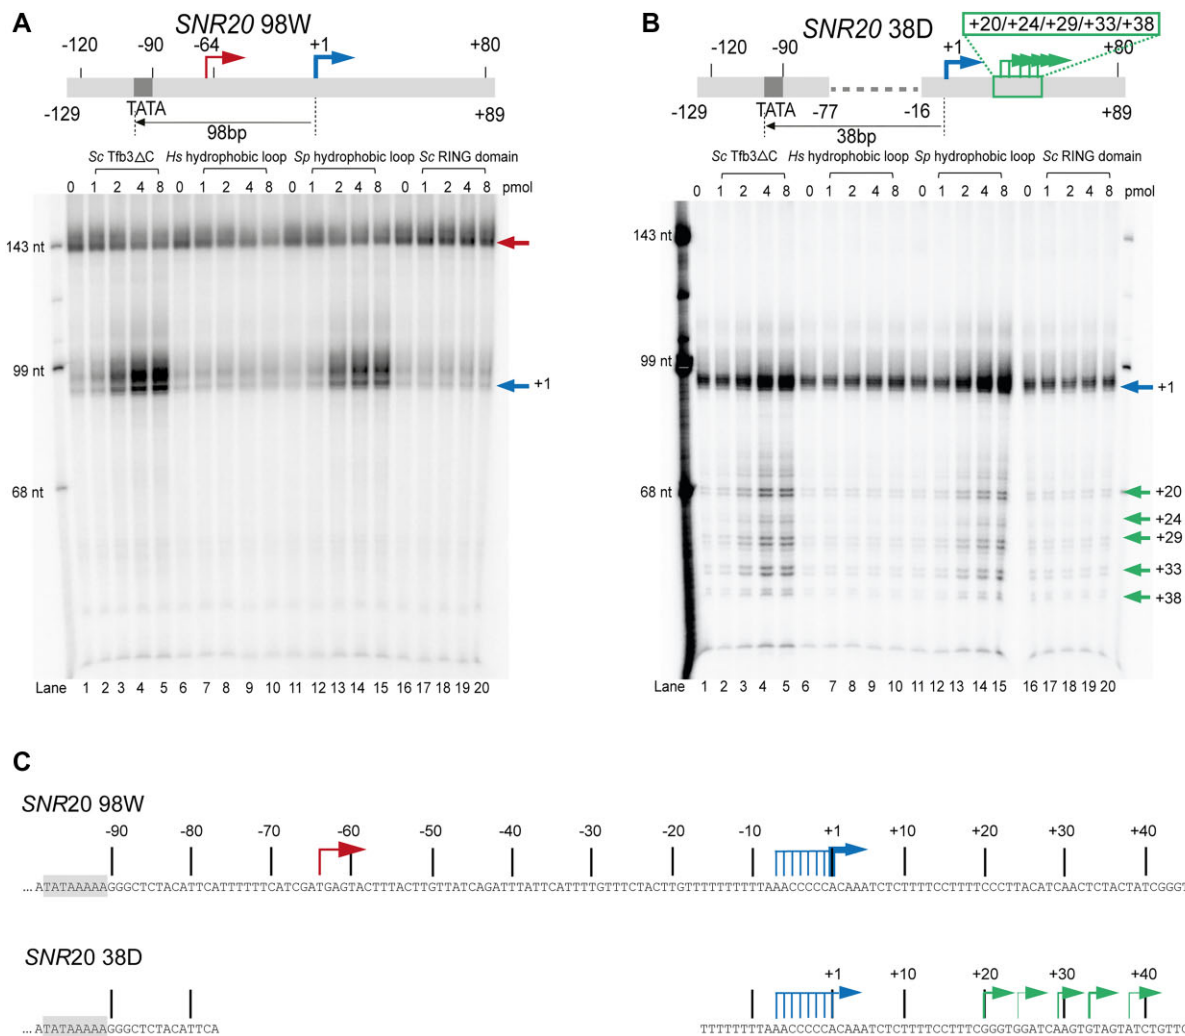 A
SNR20 98W
-120 -90 -64 +1 +80
TATA
-129 +89
98bp
Sc Tfb3ΔC Hs hydrophobic loop Sp hydrophobic loop Sc RING domain
0 1 2 4 8 0 1 2 4 8 0 1 2 4 8 0 1 2 4 8 pmol
143 nt
99 nt
+1
68 nt
Lane 1 2 3 4 5 6 7 8 9 10 11 12 13 14 15 16 17 18 19 20
B
SNR20 38D
+20/+24/+29/+33/+38
-120 -90 +1 +80
TATA
-129 -77 -16 +89
38bp
Sc Tfb3ΔC Hs hydrophobic loop Sp hydrophobic loop Sc RING domain
0 1 2 4 8 0 1 2 4 8 0 1 2 4 8 0 1 2 4 8 pmol
143 nt
99 nt
+1
68 nt
+20
+24
+29
+33
+38
Lane 1 2 3 4 5 6 7 8 9 10 11 12 13 14 15 16 17 18 19 20
C
SNR20 98W
-90 -80 -70 -60 -50 -40 -30 -20 -10 +1 +10 +20 +30 +40
... ATATAAAAAGGGCTCTACATTCATTTTTTCATCGATGAGTACTTTACTTGTTATCAGATTTATTCATTTTGTTTCTACTTGTTTTTTTTTTAAACCCCCACAAATCTCTTTTCCTTTTCCCTTACATCAACTCTACTATCGGGT
SNR20 38D
+1 +10 +20 +30 +40
... ATATAAAAAGGGCTCTACATTCA TTTTTTTTAAACCCCCACAAATCTCTTTTCCTTTCGGGTGGATCAAGTGTAGTATCTGTTC